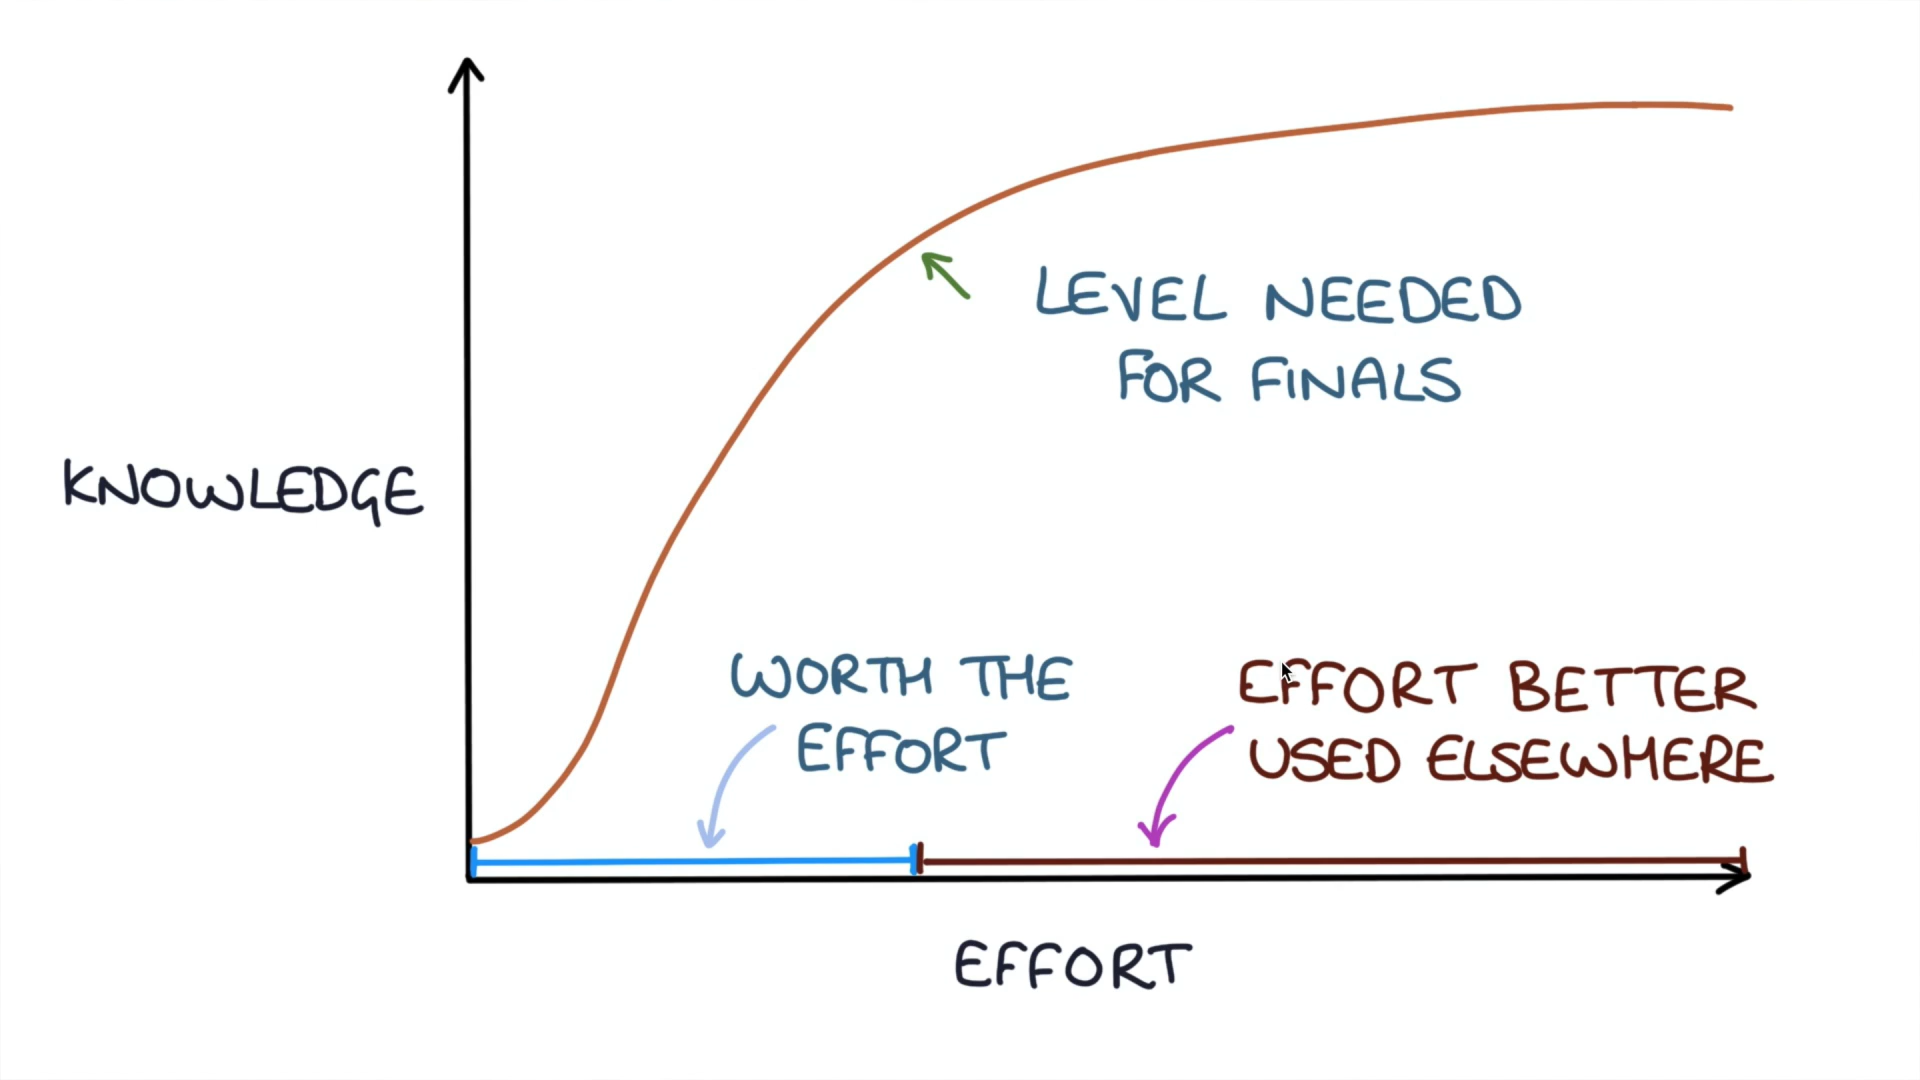 LEVEL NEEDED
FOR FINALS
KNOWLEDGE
WORTH THE
EFFORT
EFFORT BETTER
USED ELSEWHERE
EFFORT